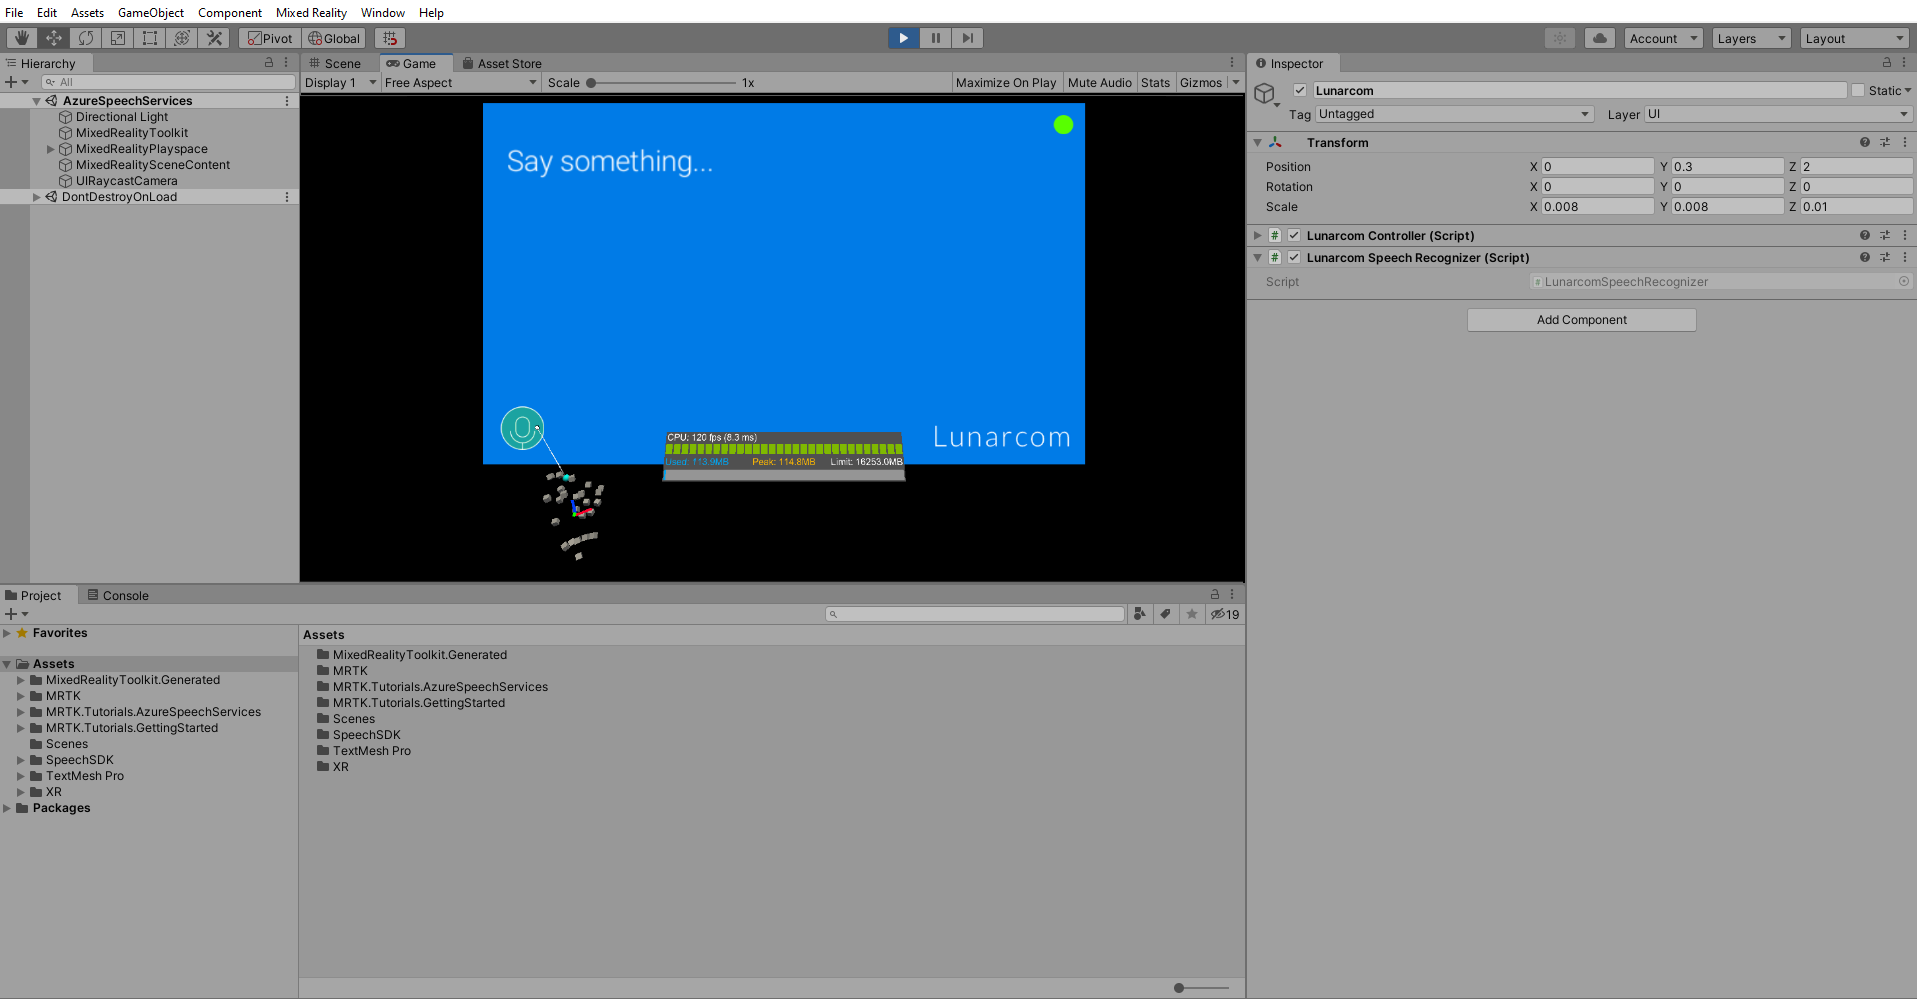 File Edit Assets GameObject Component Mixed Reality Window Help
Pivot Global Account Layers Layout
Hierarchy
All
AzureSpeechServices
Directional Light
MixedRealityToolkit
MixedRealityPlayspace
MixedRealitySceneContent
UIRaycastCamera
DontDestroyOnLoad
Scene Game Asset Store
Display 1 Free Aspect Scale 1x Maximize On Play Mute Audio Stats Gizmos
Say something...
CPU: 120 fps (8.3 ms)
Used: 113.9MB Peak: 114.8MB Limit: 16253.0MB
Lunarcom
Inspector
Lunarcom Static
Tag Untagged Layer UI
Transform
Position X 0 Y 0.3 Z 2
Rotation X 0 Y 0 Z 0
Scale X 0.008 Y 0.008 Z 0.01
# Lunarcom Controller (Script)
# Lunarcom Speech Recognizer (Script)
Script LunarcomSpeechRecognizer
Add Component
Project Console
19
Favorites
Assets
MixedRealityToolkit.Generated
MRTK
MRTK.Tutorials.AzureSpeechServices
MRTK.Tutorials.GettingStarted
Scenes
SpeechSDK
TextMesh Pro
XR
Packages
Assets
MixedRealityToolkit.Generated
MRTK
MRTK.Tutorials.AzureSpeechServices
MRTK.Tutorials.GettingStarted
Scenes
SpeechSDK
TextMesh Pro
XR